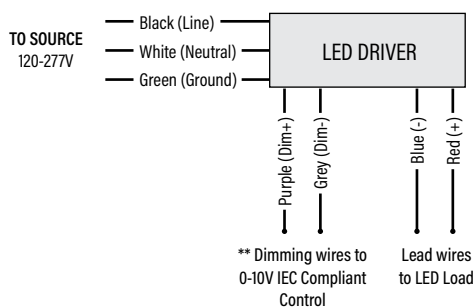 TO SOURCE
120-277V
Black (Line)
White (Neutral)
Green (Ground)
LED DRIVER
Purple (Dim+)
Grey (Dim-)
Blue (-)
Red (+)
** Dimming wires to
0-10V IEC Compliant
Control
Lead wires
to LED Load